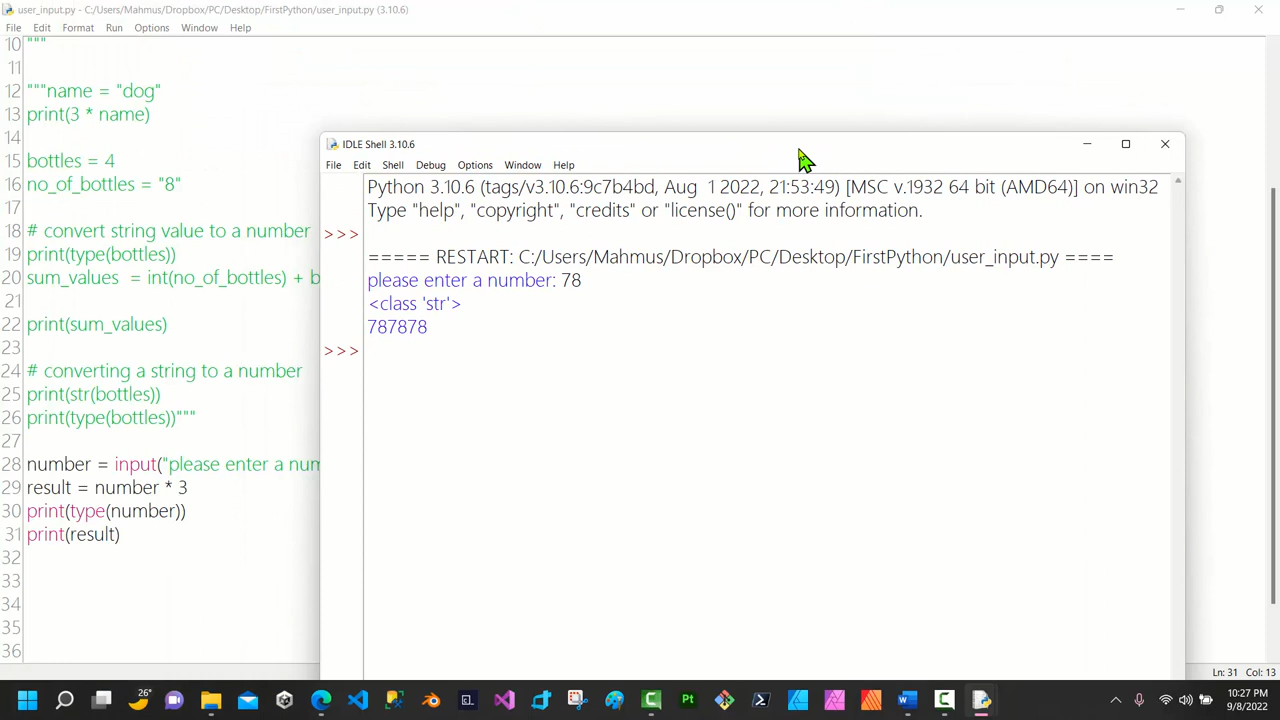 user_input.py - C:/Users/Mahmus/Dropbox/PC/Desktop/FirstPython/user_input.py (3.10.6)
File Edit Format Run Options Window Help
10 """
11
12 """name = "dog"
13 print(3 * name)
14
15 bottles = 4
16 no_of_bottles = "8"
17
18 # convert string value to a number
19 print(type(bottles))
20 sum_values = int(no_of_bottles) + b
21
22 print(sum_values)
23
24 # converting a string to a number
25 print(str(bottles))
26 print(type(bottles))"""
27
28 number = input("please enter a num
29 result = number * 3
30 print(type(number))
31 print(result)
32
33
34
35
36
IDLE Shell 3.10.6
File Edit Shell Debug Options Window Help
Python 3.10.6 (tags/v3.10.6:9c7b4bd, Aug 1 2022, 21:53:49) [MSC v.1932 64 bit (AMD64)] on win32
Type "help", "copyright", "credits" or "license()" for more information.
>>>
===== RESTART: C:/Users/Mahmus/Dropbox/PC/Desktop/FirstPython/user_input.py ====
please enter a number: 78
<class 'str'>
787878
>>>
Ln: 31 Col: 13
26°
Pt
10:27 PM
9/8/2022